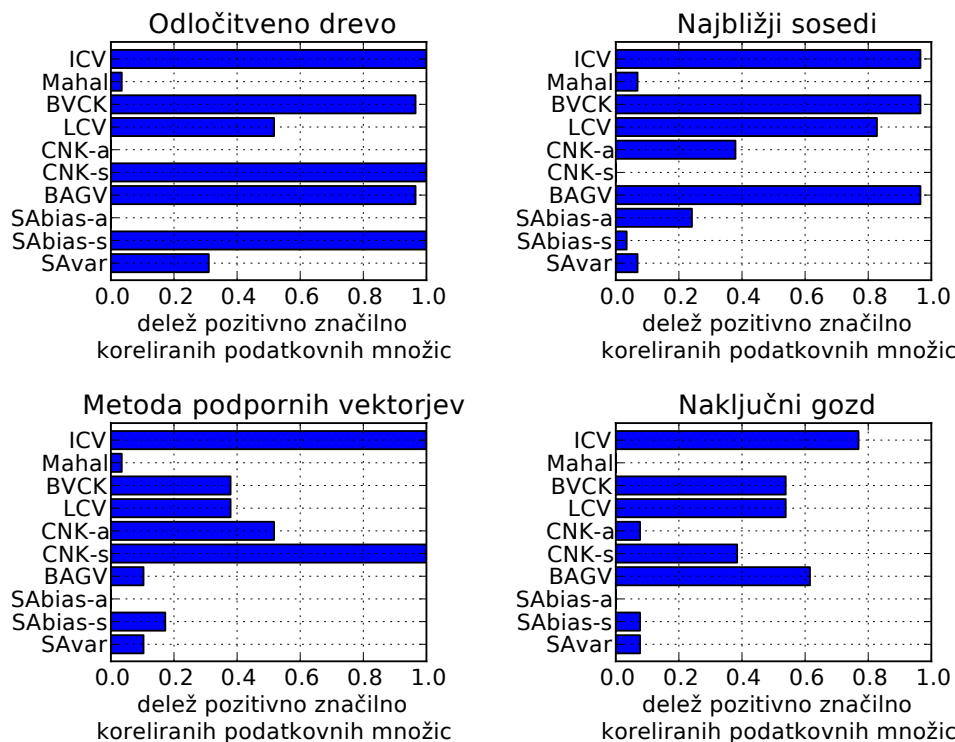 Odločitveno drevo
ICV
Mahal
BVCK
LCV
CNK-a
CNK-s
BAGV
SAbias-a
SAbias-s
SAvar
0.0 0.2 0.4 0.6 0.8 1.0
delež pozitivno značilno
koreliranih podatkovnih množic
Najbližji sosedi
ICV
Mahal
BVCK
LCV
CNK-a
CNK-s
BAGV
SAbias-a
SAbias-s
SAvar
0.0 0.2 0.4 0.6 0.8 1.0
delež pozitivno značilno
koreliranih podatkovnih množic
Metoda podpornih vektorjev
ICV
Mahal
BVCK
LCV
CNK-a
CNK-s
BAGV
SAbias-a
SAbias-s
SAvar
0.0 0.2 0.4 0.6 0.8 1.0
delež pozitivno značilno
koreliranih podatkovnih množic
Naključni gozd
ICV
Mahal
BVCK
LCV
CNK-a
CNK-s
BAGV
SAbias-a
SAbias-s
SAvar
0.0 0.2 0.4 0.6 0.8 1.0
delež pozitivno značilno
koreliranih podatkovnih množic